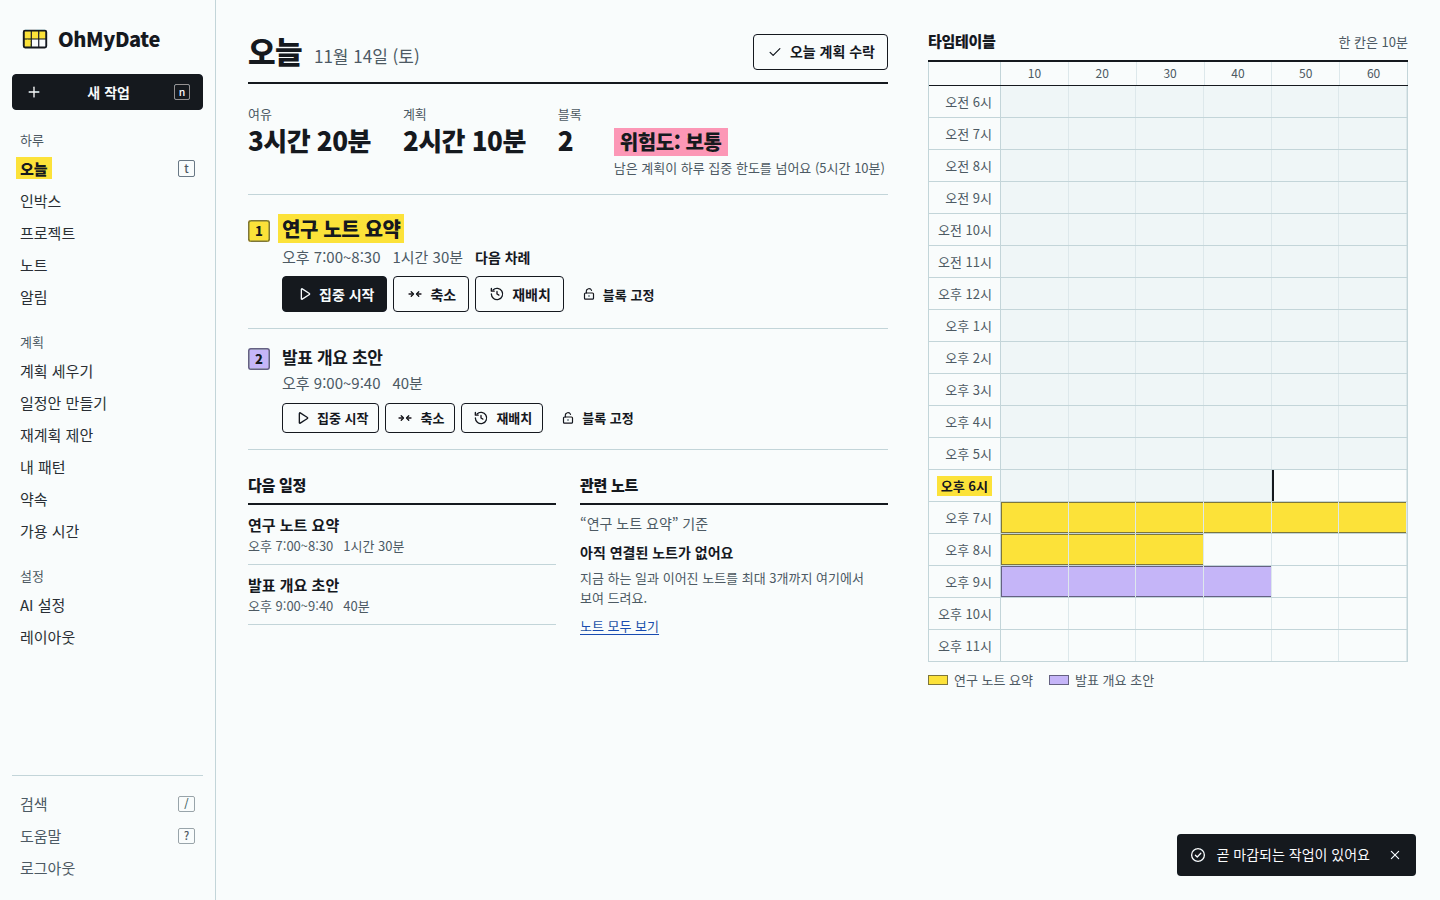 OhMyDate
새 작업 n
하루
오늘 t
인박스
프로젝트
노트
알림
계획
계획 세우기
일정안 만들기
재계획 제안
내 패턴
약속
가용 시간
설정
AI 설정
레이아웃
검색 /
도움말 ?
로그아웃
오늘 11월 14일 (토)
오늘 계획 수락
여유 계획 블록
3시간 20분 2시간 10분 2 위험도: 보통
남은 계획이 하루 집중 한도를 넘어요 (5시간 10분)
1 연구 노트 요약
오후 7:00~8:30 1시간 30분 다음 차례
집중 시작 축소 재배치 블록 고정
2 발표 개요 초안
오후 9:00~9:40 40분
집중 시작 축소 재배치 블록 고정
다음 일정
연구 노트 요약
오후 7:00~8:30 1시간 30분
발표 개요 초안
오후 9:00~9:40 40분
관련 노트
“연구 노트 요약” 기준
아직 연결된 노트가 없어요
지금 하는 일과 이어진 노트를 최대 3개까지 여기에서
보여 드려요.
노트 모두 보기
타임테이블 한 칸은 10분
10 20 30 40 50 60
오전 6시
오전 7시
오전 8시
오전 9시
오전 10시
오전 11시
오후 12시
오후 1시
오후 2시
오후 3시
오후 4시
오후 5시
오후 6시
오후 7시
오후 8시
오후 9시
오후 10시
오후 11시
연구 노트 요약 발표 개요 초안
곧 마감되는 작업이 있어요